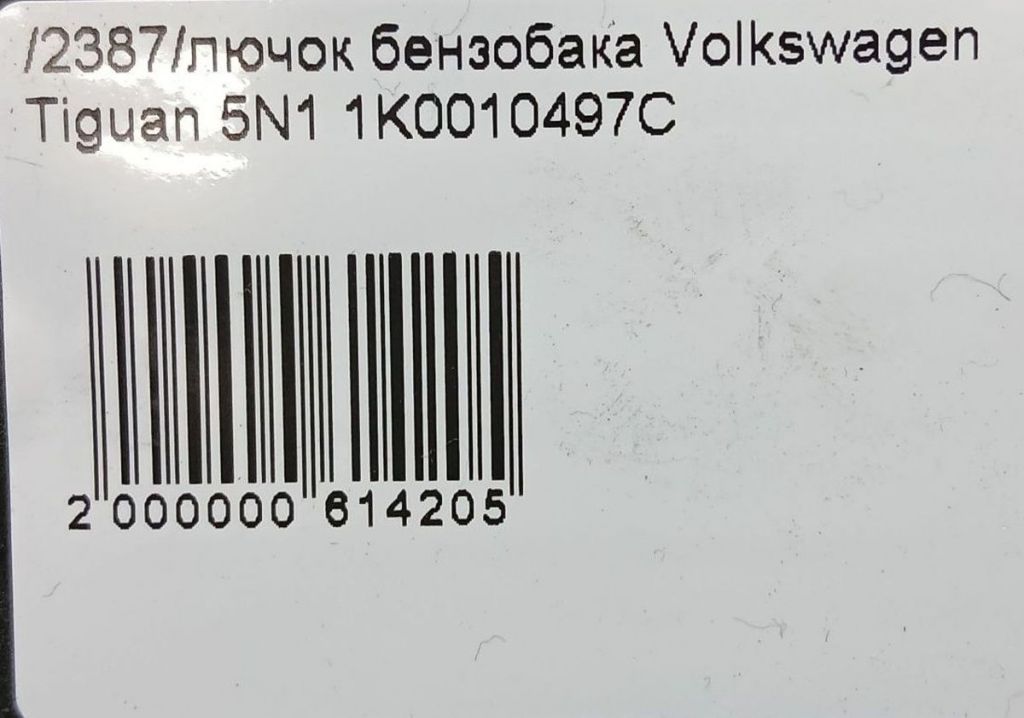 /2387/лючок бензобака Volkswagen
Tiguan 5N1 1K0010497C
2 000000 614205